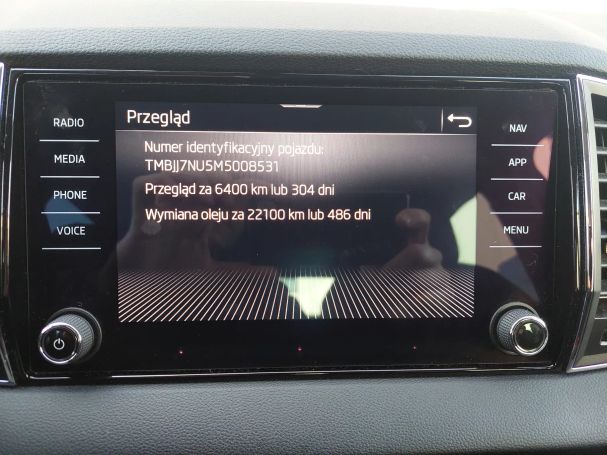 Przegląd
Numer identyfikacyjny pojazdu:
TMBJJ7NU5M5008531
Przegląd za 6400 km lub 304 dni
Wymiana oleju za 22100 km lub 486 dni
RADIO
MEDIA
PHONE
VOICE
NAV
APP
CAR
MENU